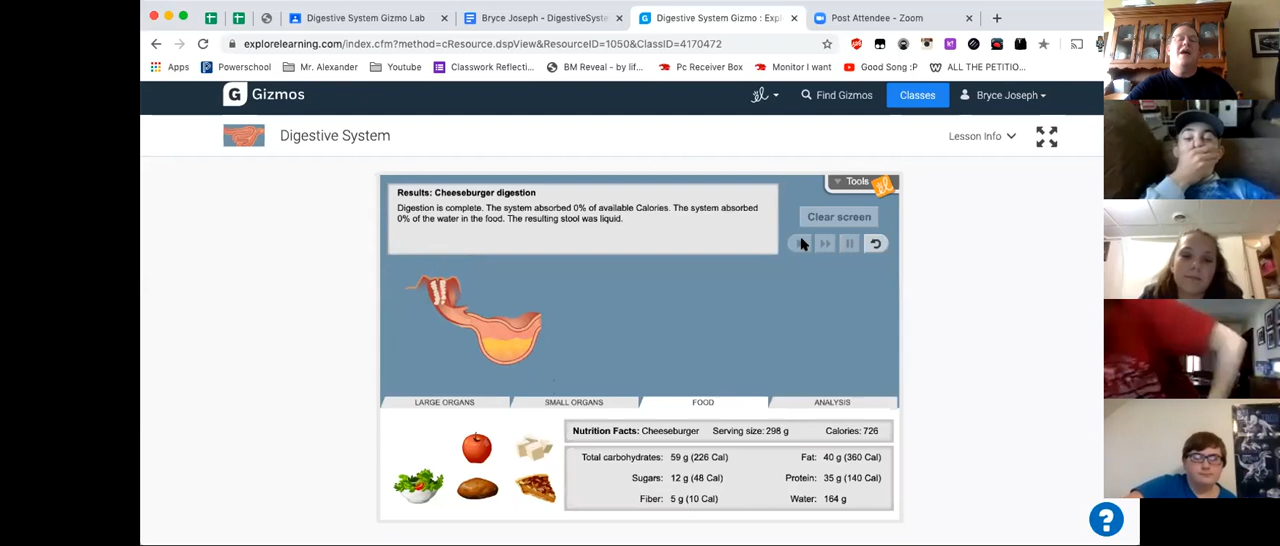 Digestive System Gizmo Lab
Bryce Joseph - DigestiveSyste
Digestive System Gizmo : Expl
Post Attendee - Zoom
explorelearning.com/index.cfm?method=cResource.dspView&ResourceID=1050&ClassID=4170472
Apps
Powerschool
Mr. Alexander
Youtube
Classwork Reflecti...
BM Reveal - by lif...
Pc Receiver Box
Monitor I want
Good Song :P
ALL THE PETITIO...
G Gizmos
Find Gizmos
Classes
Bryce Joseph
Digestive System
Lesson Info
Results: Cheeseburger digestion
Digestion is complete. The system absorbed 0% of available Calories. The system absorbed
0% of the water in the food. The resulting stool was liquid.
Tools
Clear screen
LARGE ORGANS
SMALL ORGANS
FOOD
ANALYSIS
Nutrition Facts: Cheeseburger Serving size: 298 g Calories: 726
Total carbohydrates: 59 g (226 Cal) Fat: 40 g (360 Cal)
Sugars: 12 g (48 Cal) Protein: 35 g (140 Cal)
Fiber: 5 g (10 Cal) Water: 164 g
?